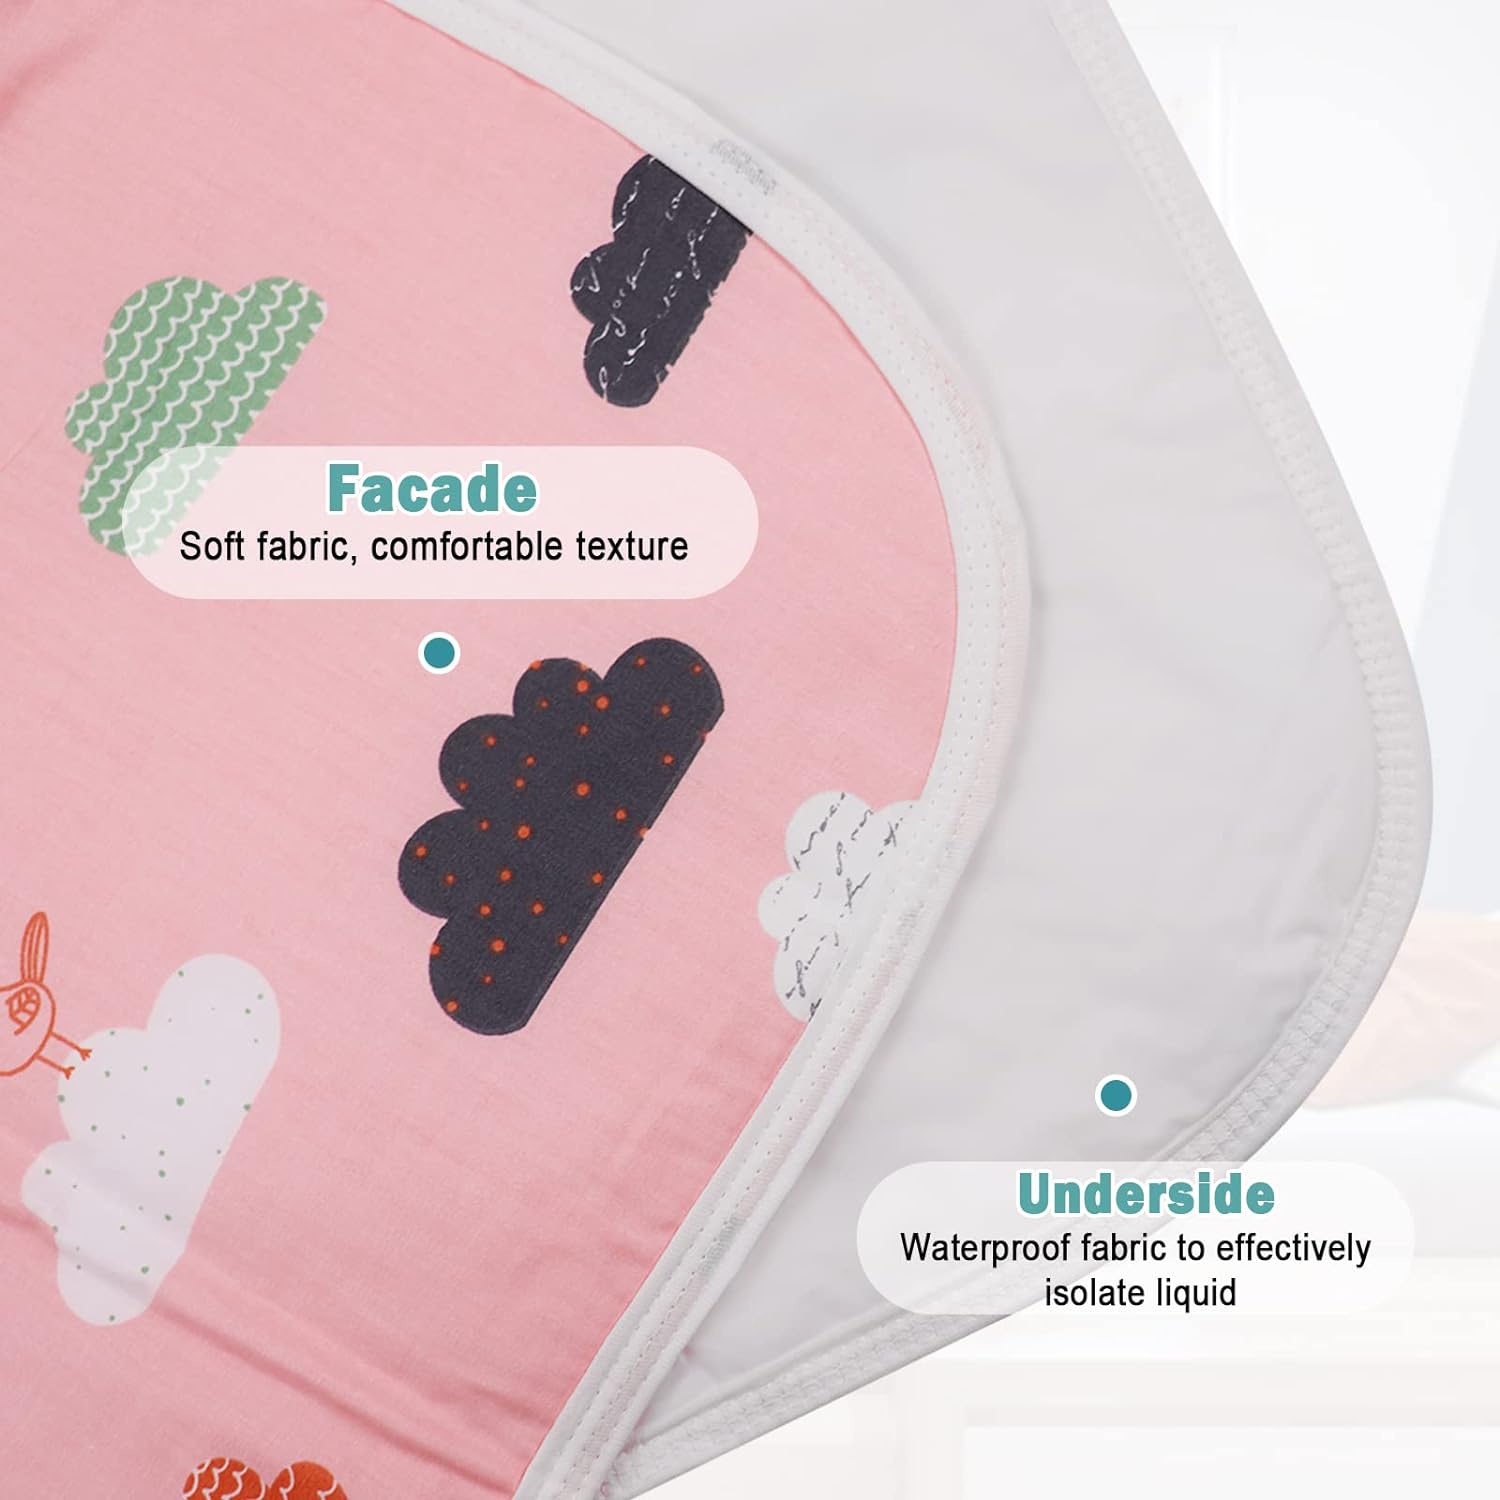 Facade
Soft fabric, comfortable texture
Underside
Waterproof fabric to effectively
isolate liquid